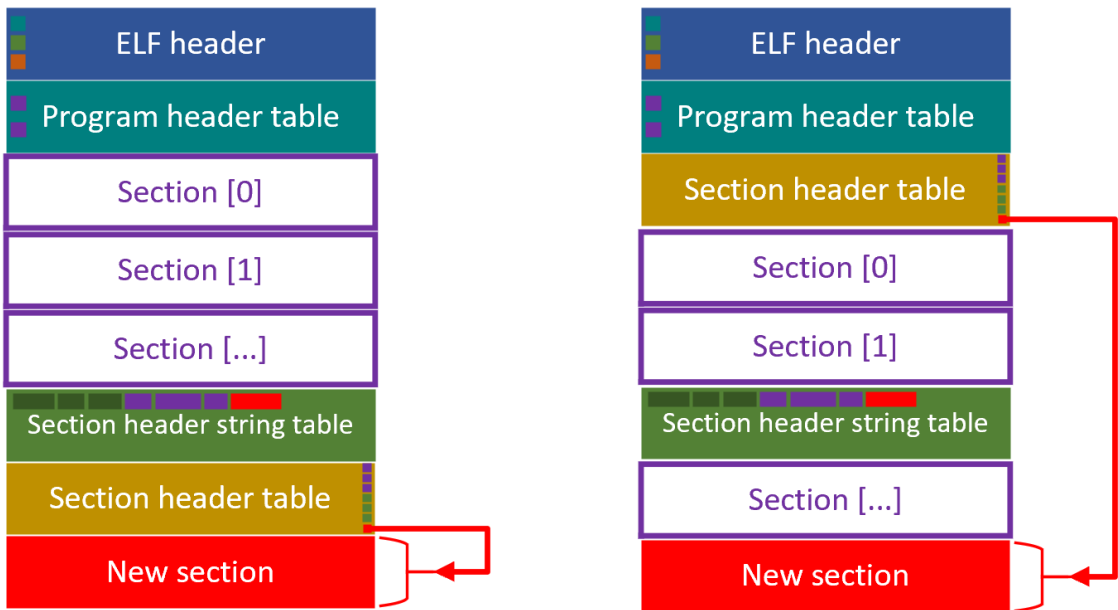 ELF header
Program header table
Section [0]
Section [1]
Section [...]
Section header string table
Section header table
New section
ELF header
Program header table
Section header table
Section [0]
Section [1]
Section header string table
Section [...]
New section